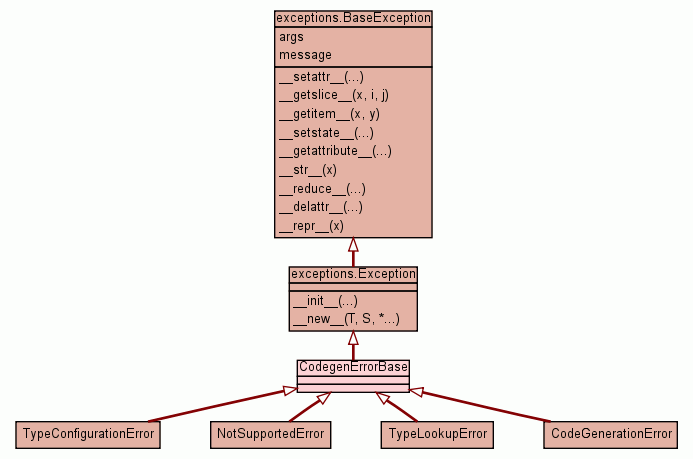 exceptions.BaseException
args
message
__setattr__(...)
__getslice__(x, i, j)
__getitem__(x, y)
__setstate__(...)
__getattribute__(...)
__str__(x)
__reduce__(...)
__delattr__(...)
__repr__(x)
exceptions.Exception
__init__(...)
__new__(T, S, *...)
CodegenErrorBase
TypeConfigurationError
NotSupportedError
TypeLookupError
CodeGenerationError